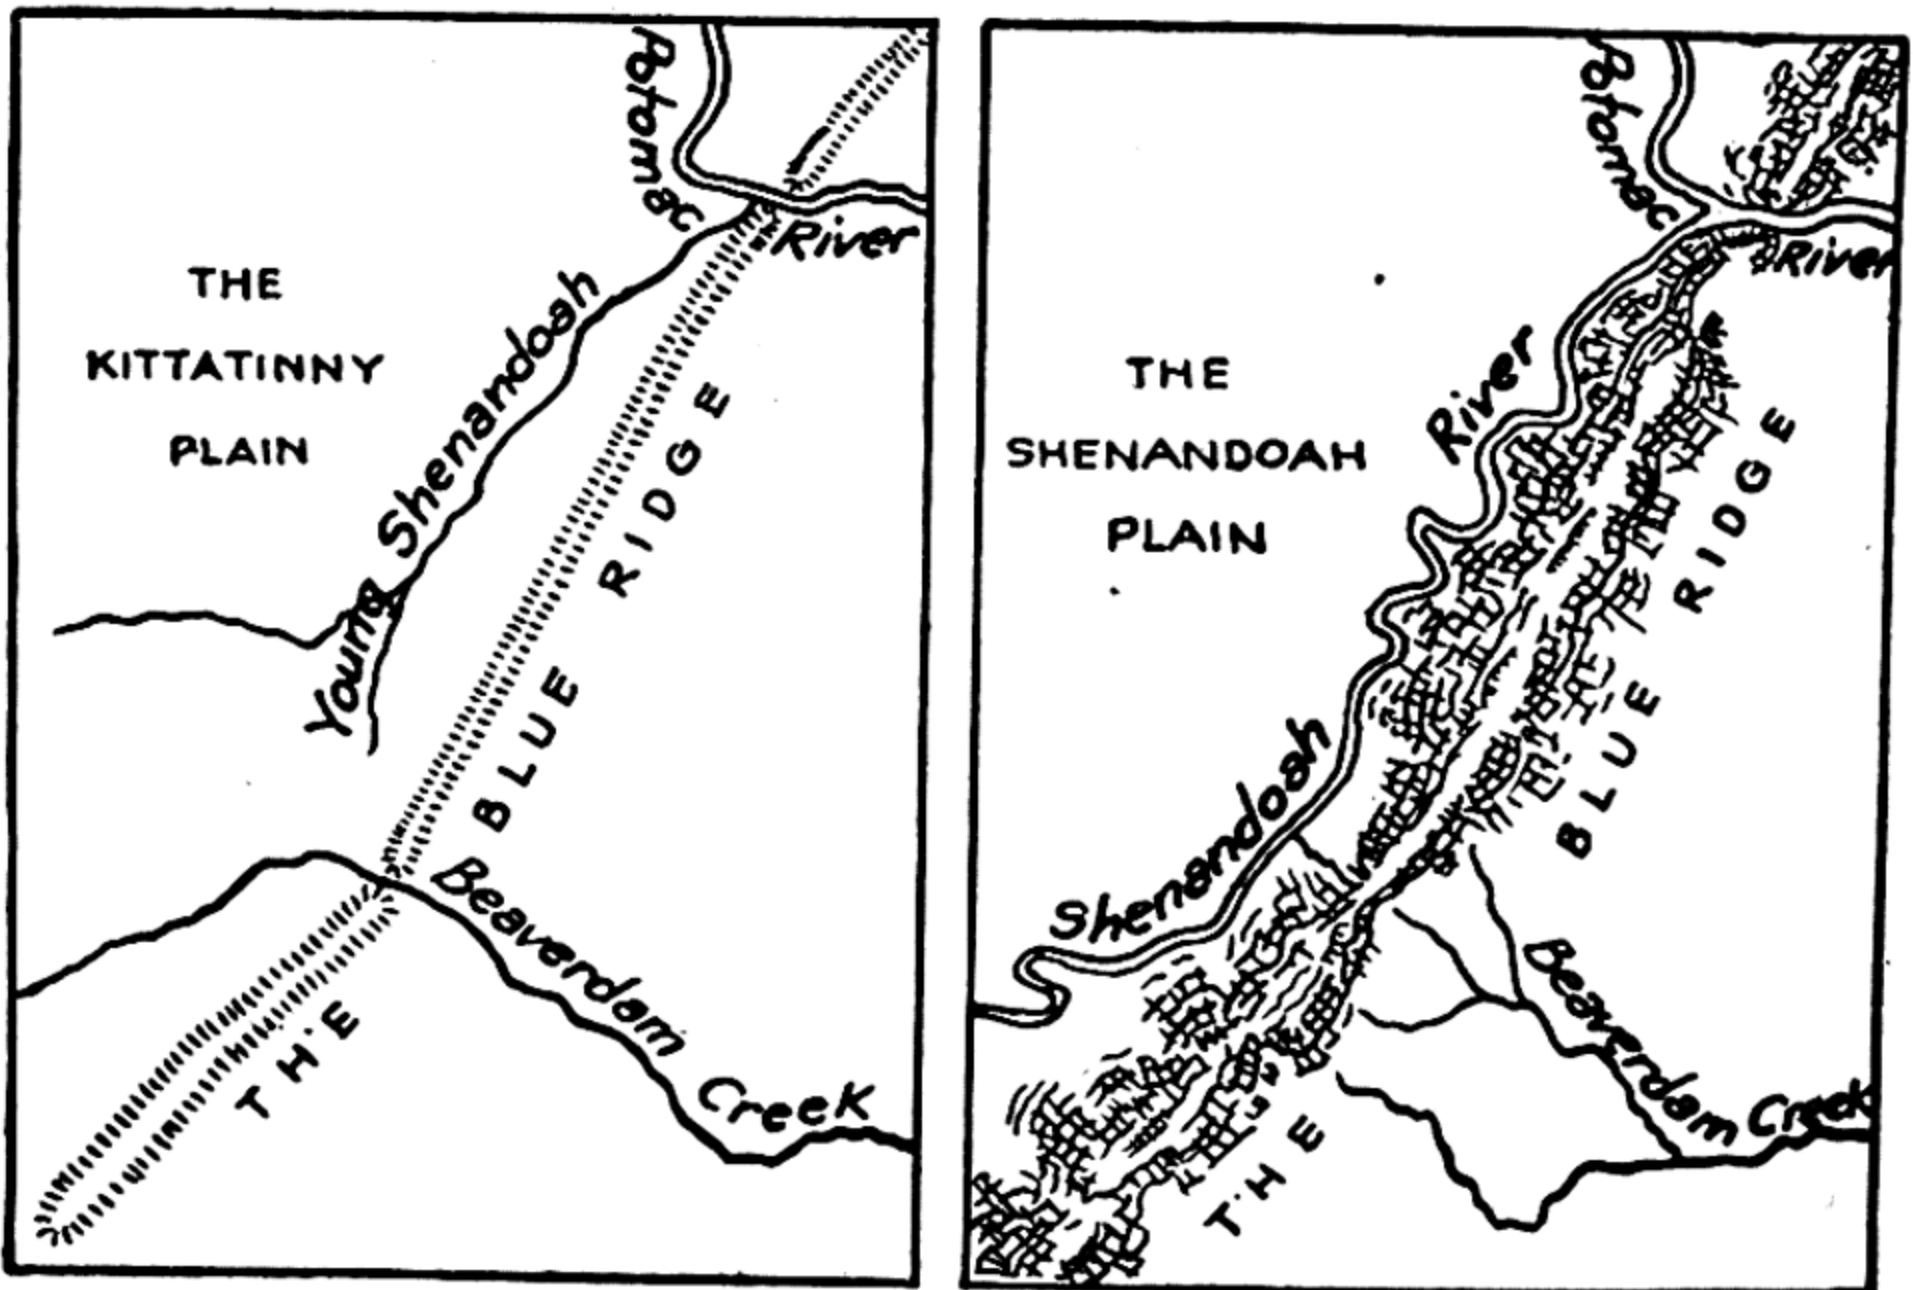 Potomac
River
THE
KITTATINNY
PLAIN
Young Shenandoah
THE BLUE RIDGE
Beaverdam Creek
Potomac
River
THE
SHENANDOAH
PLAIN
Shenandoah River
THE BLUE RIDGE
Beaverdam Creek